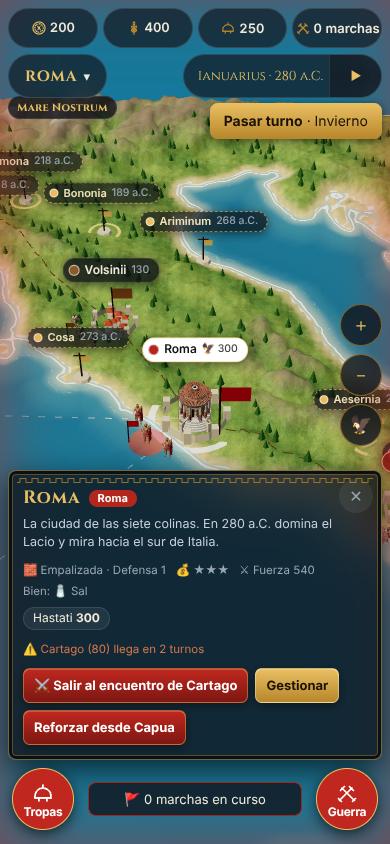 200
400
250
0 marchas
ROMA ▾
IANUARIUS · 280 A.C.
MARE NOSTRUM
Pasar turno · Invierno
mona 218 a.C.
8 a.C.
Bononia 189 a.C.
Ariminum 268 a.C.
Volsinii 130
Cosa 273 a.C.
Roma 300
+
−
Aesernia 2
ROMA Roma
La ciudad de las siete colinas. En 280 a.C. domina el
Lacio y mira hacia el sur de Italia.
Empalizada · Defensa 1 ★★★ Fuerza 540
Bien: Sal
Hastati 300
Cartago (80) llega en 2 turnos
Salir al encuentro de Cartago
Gestionar
Reforzar desde Capua
Tropas
0 marchas en curso
Guerra